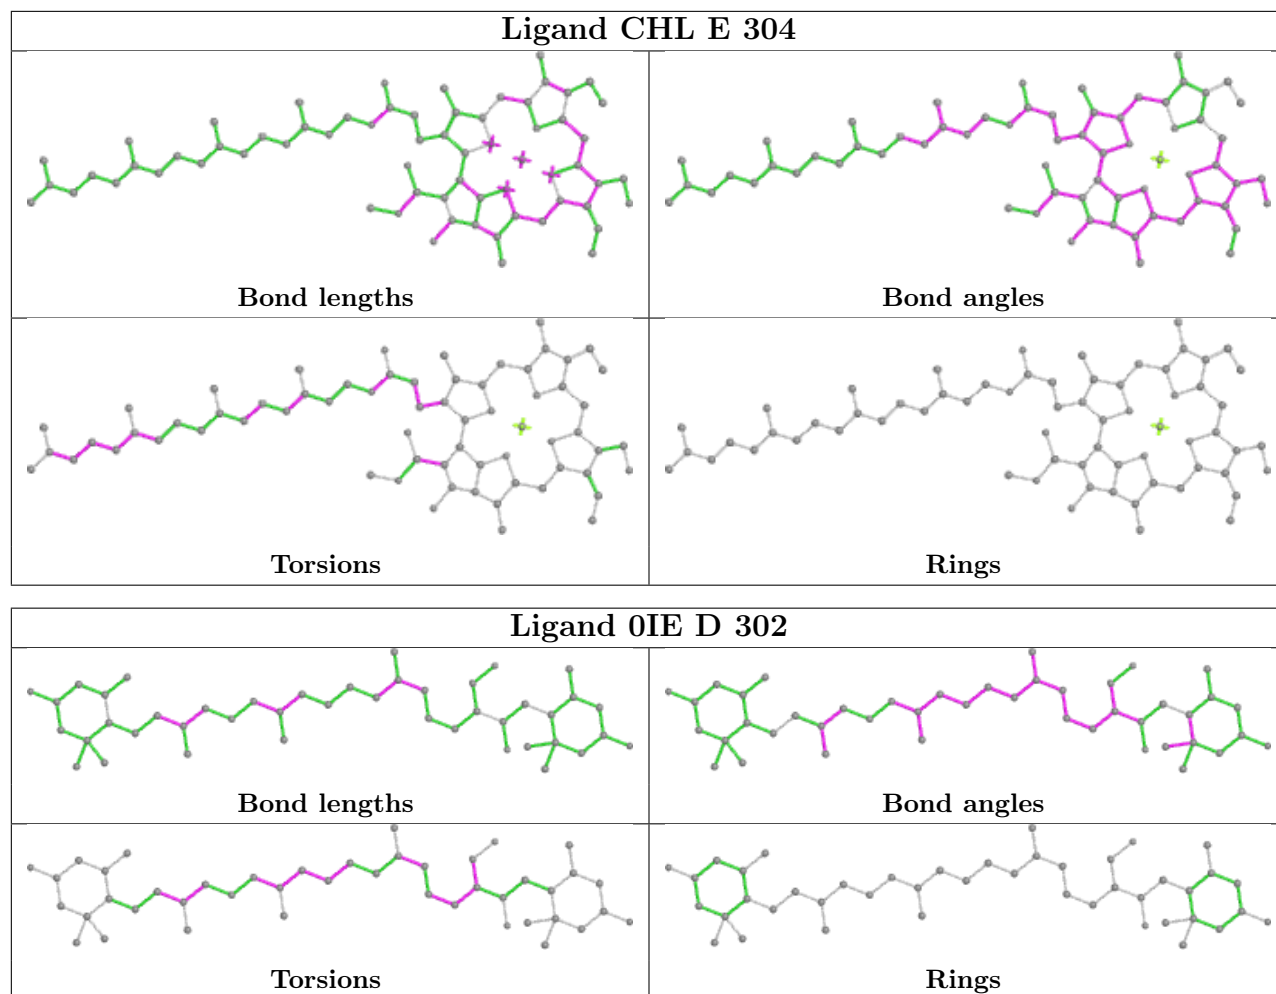 Ligand CHL E 304
Bond lengths
Bond angles
Torsions
Rings
Ligand 0IE D 302
Bond lengths
Bond angles
Torsions
Rings